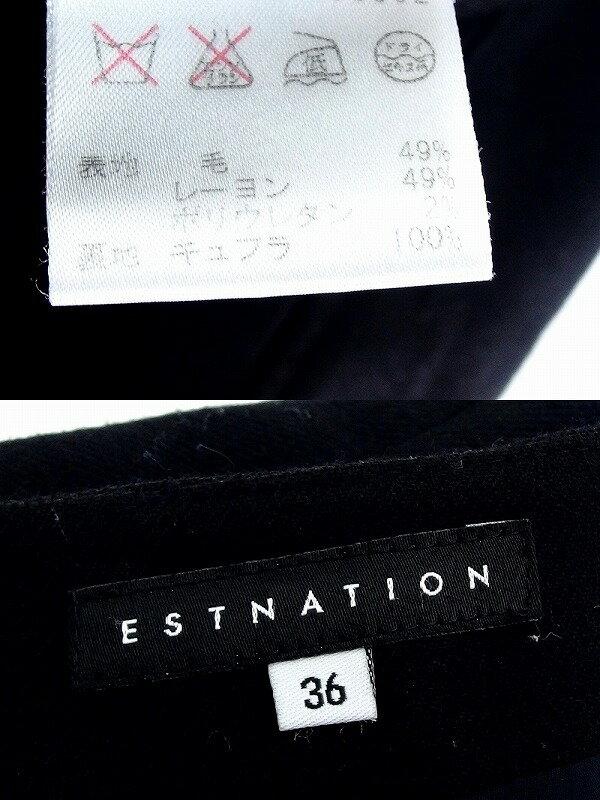 低
ドライ
表地 毛 49%
レーヨン 49%
ポリウレタン 2%
裏地 キュプラ 100%
ESTNATION
36